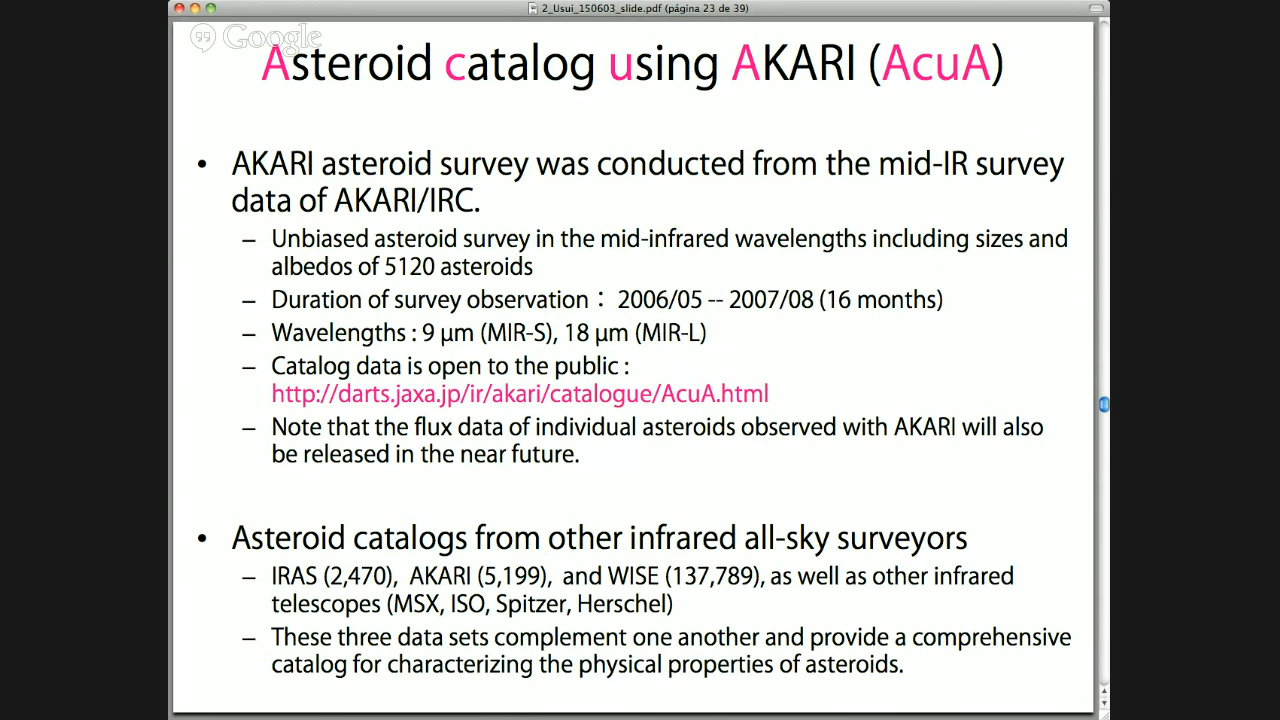 2_Usui_150603_slide.pdf (página 23 de 39)
Google
Asteroid catalog using AKARI (AcuA)
• AKARI asteroid survey was conducted from the mid-IR survey
data of AKARI/IRC.
– Unbiased asteroid survey in the mid-infrared wavelengths including sizes and
albedos of 5120 asteroids
– Duration of survey observation： 2006/05 -- 2007/08 (16 months)
– Wavelengths : 9 μm (MIR-S), 18 μm (MIR-L)
– Catalog data is open to the public :
http://darts.jaxa.jp/ir/akari/catalogue/AcuA.html
– Note that the flux data of individual asteroids observed with AKARI will also
be released in the near future.
• Asteroid catalogs from other infrared all-sky surveyors
– IRAS (2,470), AKARI (5,199), and WISE (137,789), as well as other infrared
telescopes (MSX, ISO, Spitzer, Herschel)
– These three data sets complement one another and provide a comprehensive
catalog for characterizing the physical properties of asteroids.